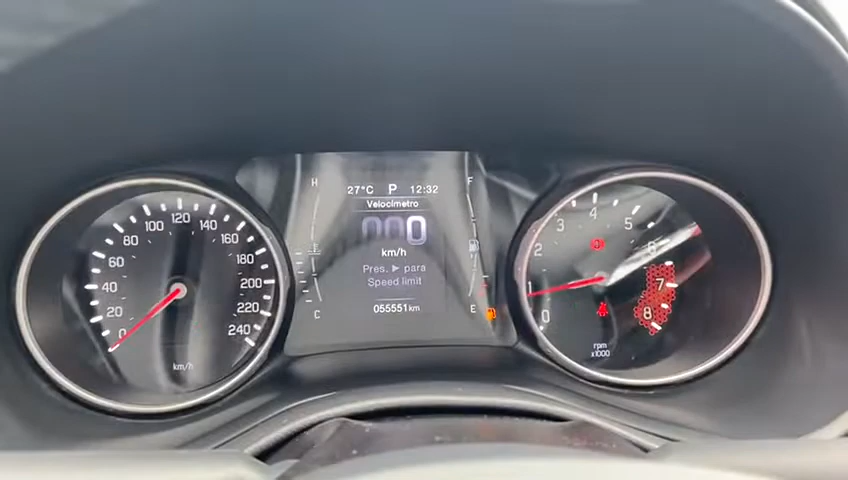 27°C P 12:32
Velocímetro
000
km/h
Pres. ► para
Speed limit
055551km
H
C
F
E
0
20
40
60
80
100
120
140
160
180
200
220
240
km/h
0
1
2
3
4
5
6
7
8
rpm
x1000